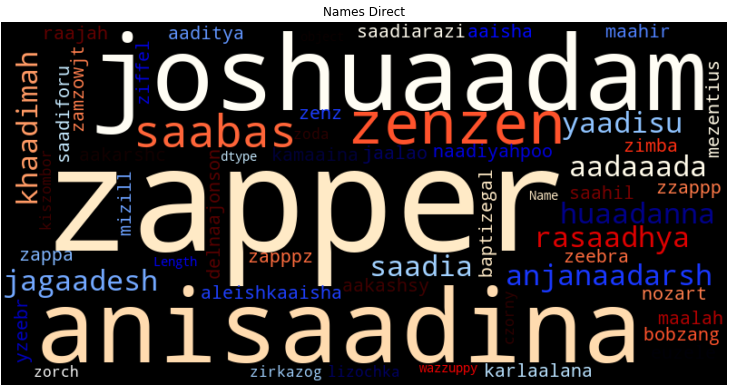 Names Direct
raajah
aaditya
saadiarazi
aaisha
maahir
joshuaadam
ziffel
zamzowjt
saadiforu
khaadimah
mezentius
zenz
saabas
zenzen
yaadisu
zoda
zimba
kaimaaina
jaalao
naadiyahpoo
dtype
aadaaada
zapper
Name
zzappp
saahil
mizill
delhaajonson
baptizegal
huaadanna
kiszombor
rasaadhya
zappa
Length
zapppz
saadia
zeebra
jagaadesh
anjanaadarsh
aleishkaaisha
aakashsy
nozart
anisaadina
yzeebr
czorny
maalah
bobzang
zorch
zirkazog
lizochka
wazzuppy
karlaalana